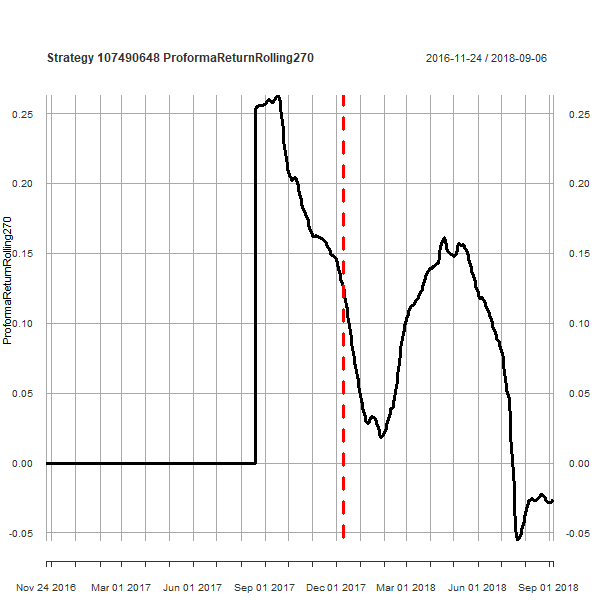 Strategy 107490648 ProformaReturnRolling270
2016-11-24 / 2018-09-06
ProformaReturnRolling270
0.25 0.25
0.20 0.20
0.15 0.15
0.10 0.10
0.05 0.05
0.00 0.00
-0.05 -0.05
Nov 24 2016 Mar 01 2017 Jun 01 2017 Sep 01 2017 Dec 01 2017 Mar 01 2018 Jun 01 2018 Sep 01 2018